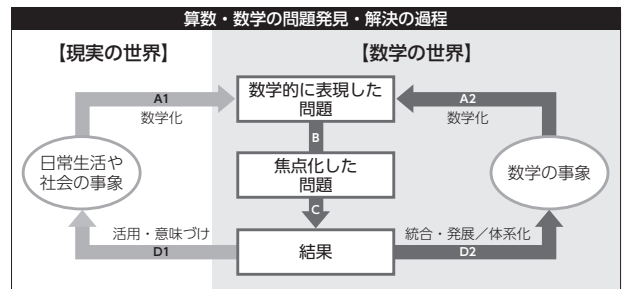 算数・数学の問題発見・解決の過程
【現実の世界】
【数学の世界】
A1
数学化
数学的に表現した
問題
A2
数学化
B
日常生活や
社会の事象
焦点化した
問題
数学の事象
C
活用・意味づけ
D1
結果
統合・発展/体系化
D2